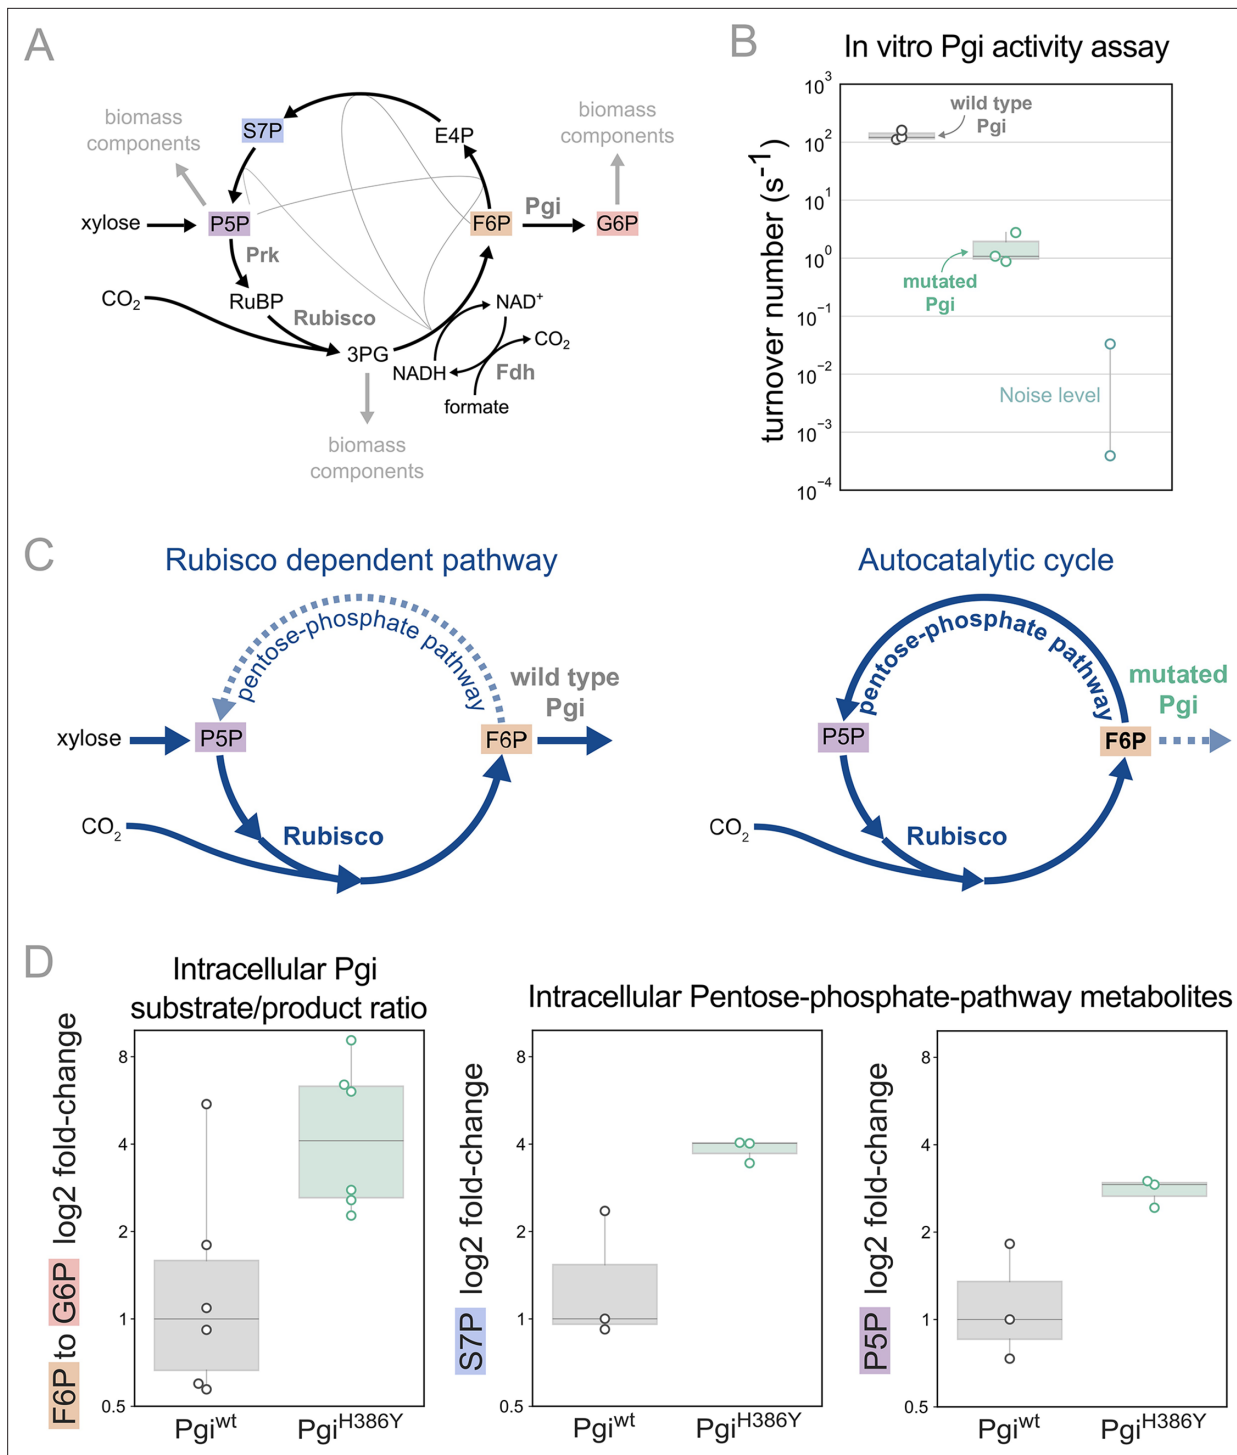 A
biomass
components
S7P
E4P
biomass
components
xylose
P5P
F6P
Pgi
G6P
Prk
CO2
RuBP
Rubisco
NAD+
3PG
CO2
NADH
Fdh
formate
biomass
components
B
In vitro Pgi activity assay
turnover number (s-1)
10^3
10^2
10^1
10^0
10^−1
10^−2
10^−3
10^−4
wild type
Pgi
mutated
Pgi
Noise level
C
Rubisco dependent pathway
pentose-phosphate pathway
wild type
Pgi
xylose
P5P
F6P
CO2
Rubisco
Autocatalytic cycle
pentose-phosphate pathway
mutated
Pgi
P5P
F6P
CO2
Rubisco
D
Intracellular Pgi
substrate/product ratio
F6P to G6P log2 fold-change
8
4
2
1
0.5
Pgi^wt
Pgi^H386Y
Intracellular Pentose-phosphate-pathway metabolites
S7P log2 fold-change
8
4
2
1
0.5
Pgi^wt
Pgi^H386Y
P5P log2 fold-change
8
4
2
1
0.5
Pgi^wt
Pgi^H386Y